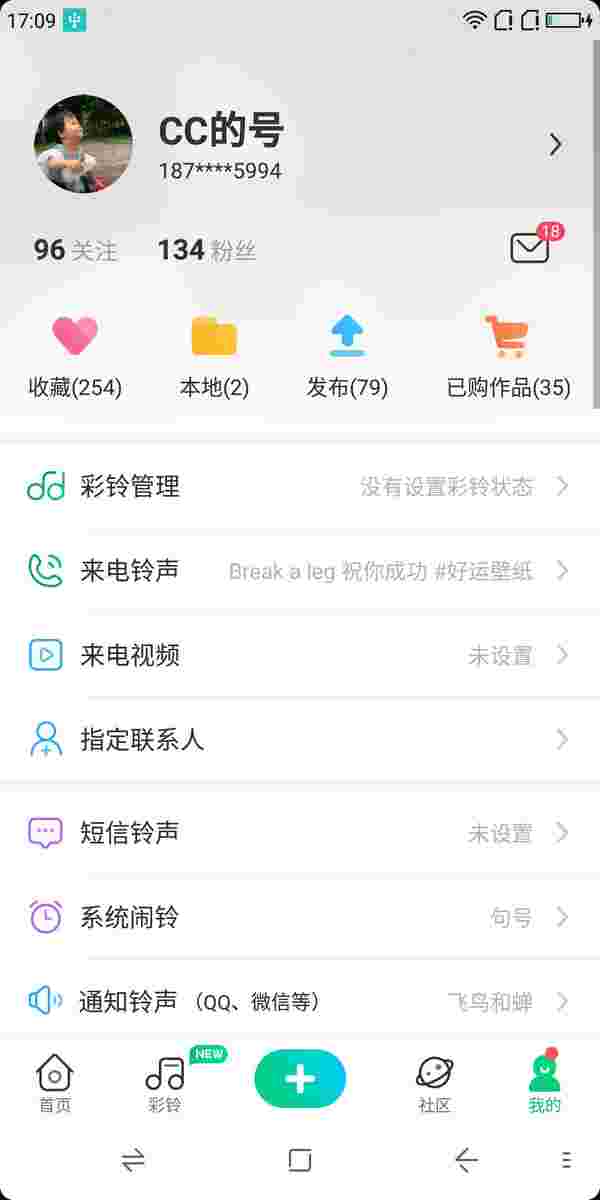 17:09
CC的号
187****5994
96 关注 134 粉丝 18
收藏(254) 本地(2) 发布(79) 已购作品(35)
彩铃管理 没有设置彩铃状态
来电铃声 Break a leg 祝你成功 #好运壁纸
来电视频 未设置
指定联系人
短信铃声 未设置
系统闹铃 句号
通知铃声（QQ、微信等） 飞鸟和蝉
NEW
首页 彩铃 社区 我的